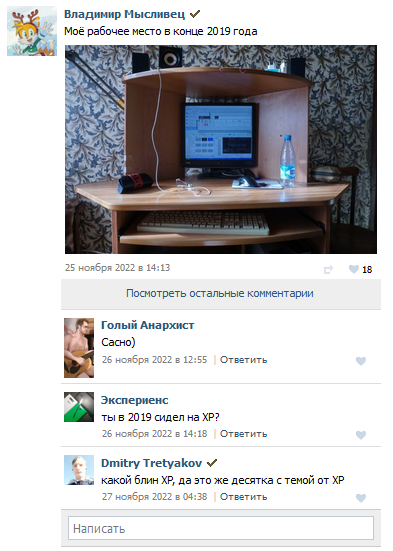 Владимир Мысливец
Моё рабочее место в конце 2019 года
25 ноября 2022 в 14:13
18
Посмотреть остальные комментарии
Голый Анархист
Сасно)
26 ноября 2022 в 12:55 | Ответить
Экспериенс
ты в 2019 сидел на XP?
26 ноября 2022 в 14:18 | Ответить
Dmitry Tretyakov
какой блин XP, да это же десятка с темой от XP
27 ноября 2022 в 04:38 | Ответить
Написать